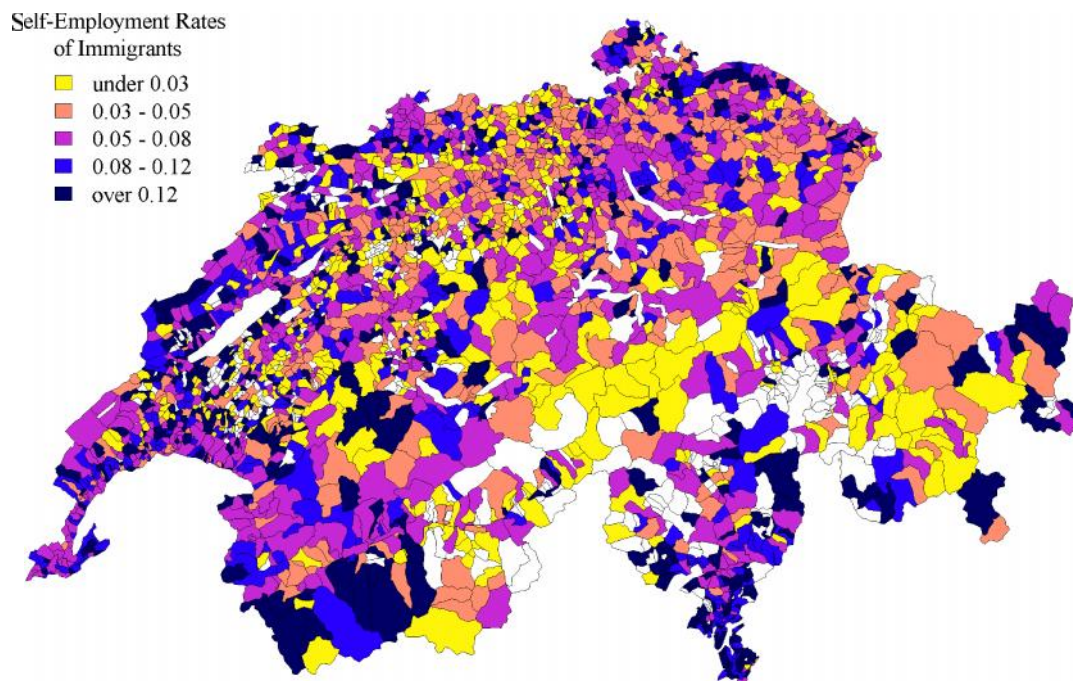 Self-Employment Rates
of Immigrants
under 0.03
0.03 - 0.05
0.05 - 0.08
0.08 - 0.12
over 0.12